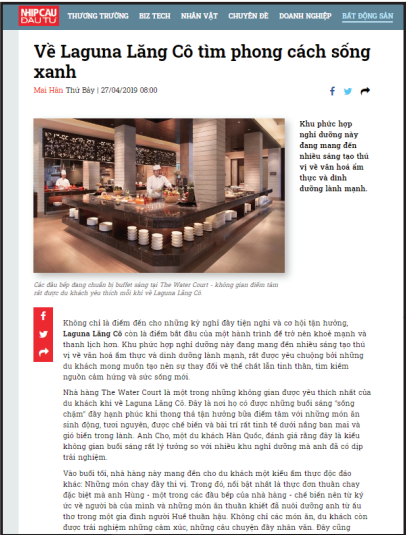 NHỊP CẦU
ĐẦU TƯ
THƯƠNG TRƯỜNG BIZ TECH NHÂN VẬT CHUYÊN ĐỀ DOANH NGHIỆP BẤT ĐỘNG SẢN
Về Laguna Lăng Cô tìm phong cách sống
xanh
Mai Hân Thứ Bảy | 27/04/2019 08:00
Khu phức hợp
nghỉ dưỡng này
đang mang đến
nhiều sáng tạo thú
vị về văn hoá ẩm
thực và dinh
dưỡng lành mạnh.
Các đầu bếp đang chuẩn bị buffet sáng tại The Water Court - không gian điểm tâm
rất được du khách yêu thích mỗi khi về Laguna Lăng Cô
Không chỉ là điểm đến cho những kỳ nghỉ đầy tiện nghi và cơ hội tận hưởng,
Laguna Lăng Cô còn là điểm bắt đầu của một hành trình để trở nên khoẻ mạnh và
thanh lịch hơn. Khu phức hợp nghỉ dưỡng này đang mang đến nhiều sáng tạo thú
vị về văn hoá ẩm thực và dinh dưỡng lành mạnh, rất được yêu chuộng bởi những
du khách mong muốn tạo nên sự thay đổi về thể chất lẫn tinh thần, tìm kiếm
nguồn cảm hứng và sức sống mới.
Nhà hàng The Water Court là một trong những không gian được yêu thích nhất của
du khách khi về Laguna Lăng Cô. Đây là nơi họ có được những buổi sáng "sống
chậm" đầy hạnh phúc khi thong thả tận hưởng bữa điểm tâm với những món ăn
sinh động, tươi nguyên, được chế biến và bài trí rất tinh tế dưới nắng ban mai và
gió biển trong lành. Anh Cho, một du khách Hàn Quốc, đánh giá rằng đây là kiểu
không gian buổi sáng rất lý tưởng so với nhiều khu nghỉ dưỡng mà anh đã có dịp
trải nghiệm.
Vào buổi tối, nhà hàng này mang đến cho du khách một kiểu ẩm thực độc đáo
khác: Những món chay đầy thi vị. Trong đó, nổi bật nhất là thực đơn thuần chay
đặc biệt mà anh Hùng - một trong các đầu bếp của nhà hàng - chế biến nên từ ký
ức về người bà của mình và những món ăn thuần khiết đã nuôi dưỡng anh từ ấu
thơ trong một gia đình người Huế thuần hậu. Không chỉ các món ăn, du khách còn
được trải nghiệm những cảm xúc, những câu chuyện đầy nhân văn. Đây cũng